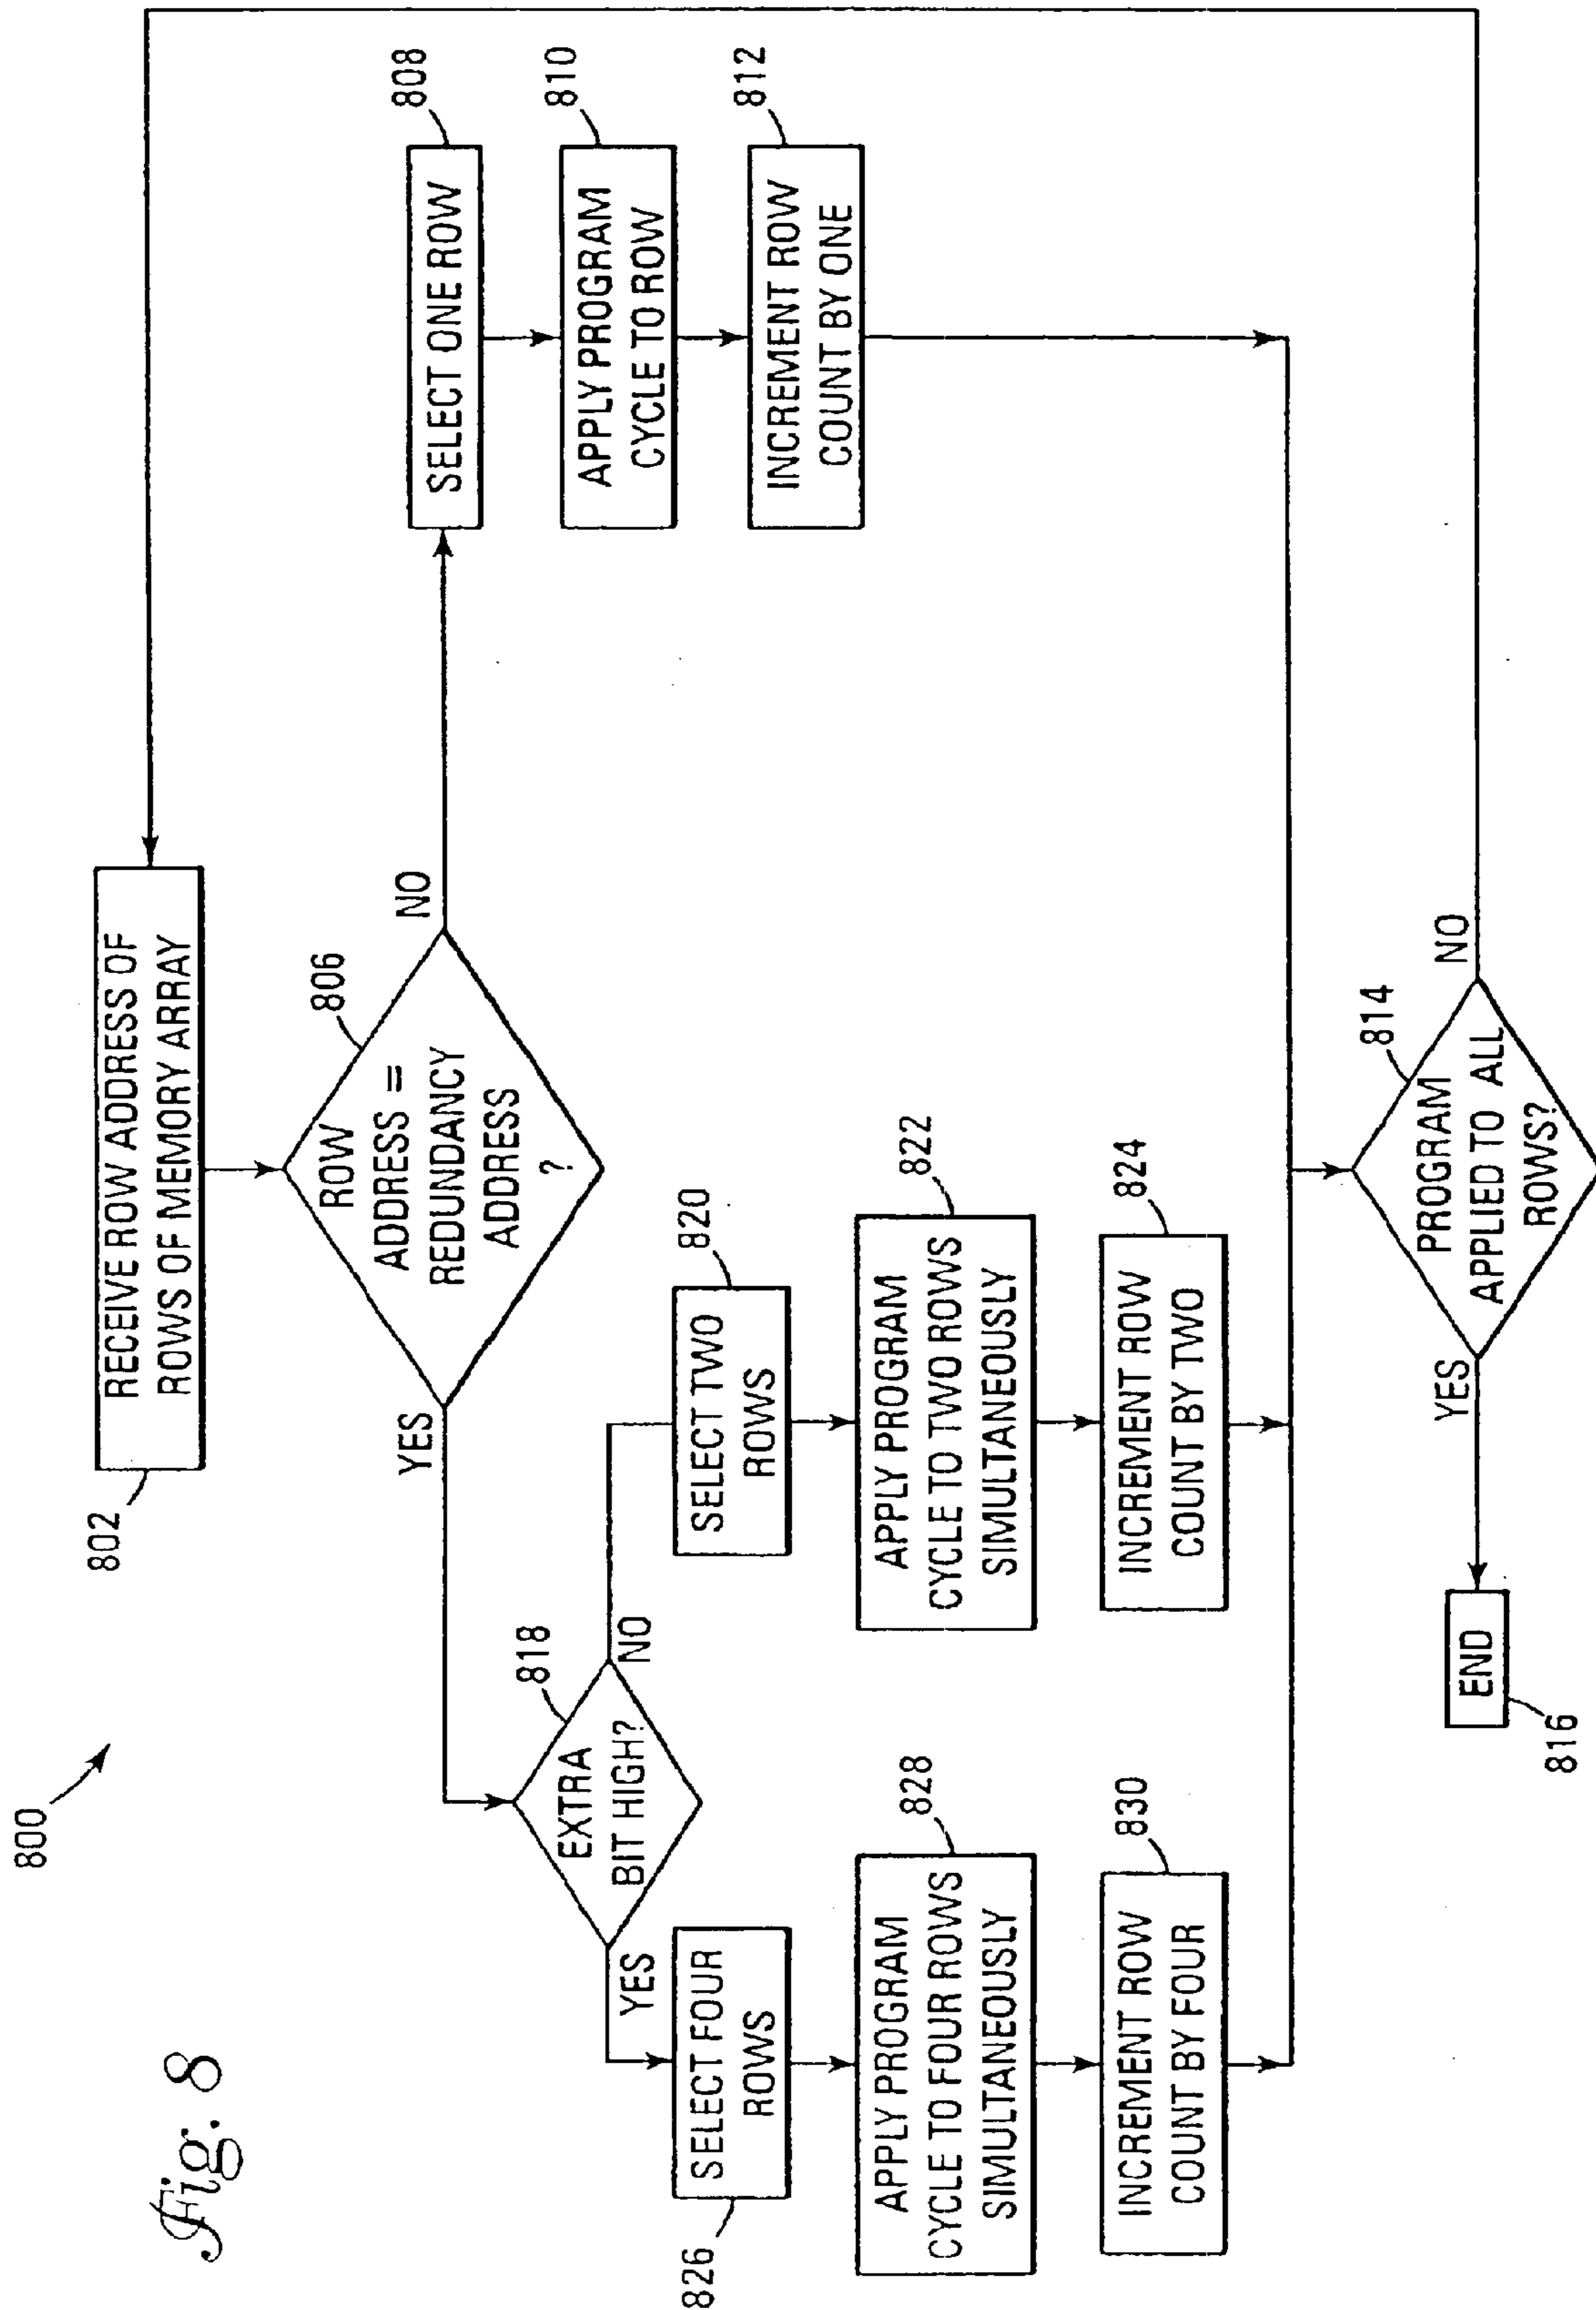 Fig. 8
800
802
RECEIVE ROW ADDRESS OF
ROWS OF MEMORY ARRAY
806
ROW
ADDRESS =
REDUNDANCY
ADDRESS
?
YES
NO
808
SELECT ONE ROW
810
APPLY PROGRAM
CYCLE TO ROW
812
INCREMENT ROW
COUNT BY ONE
818
EXTRA
BIT HIGH?
YES
NO
826
SELECT FOUR
ROWS
828
APPLY PROGRAM
CYCLE TO FOUR ROWS
SIMULTANEOUSLY
830
INCREMENT ROW
COUNT BY FOUR
820
SELECT TWO
ROWS
822
APPLY PROGRAM
CYCLE TO TWO ROWS
SIMULTANEOUSLY
824
INCREMENT ROW
COUNT BY TWO
814
PROGRAM
APPLIED TO ALL
ROWS?
YES
NO
END
816